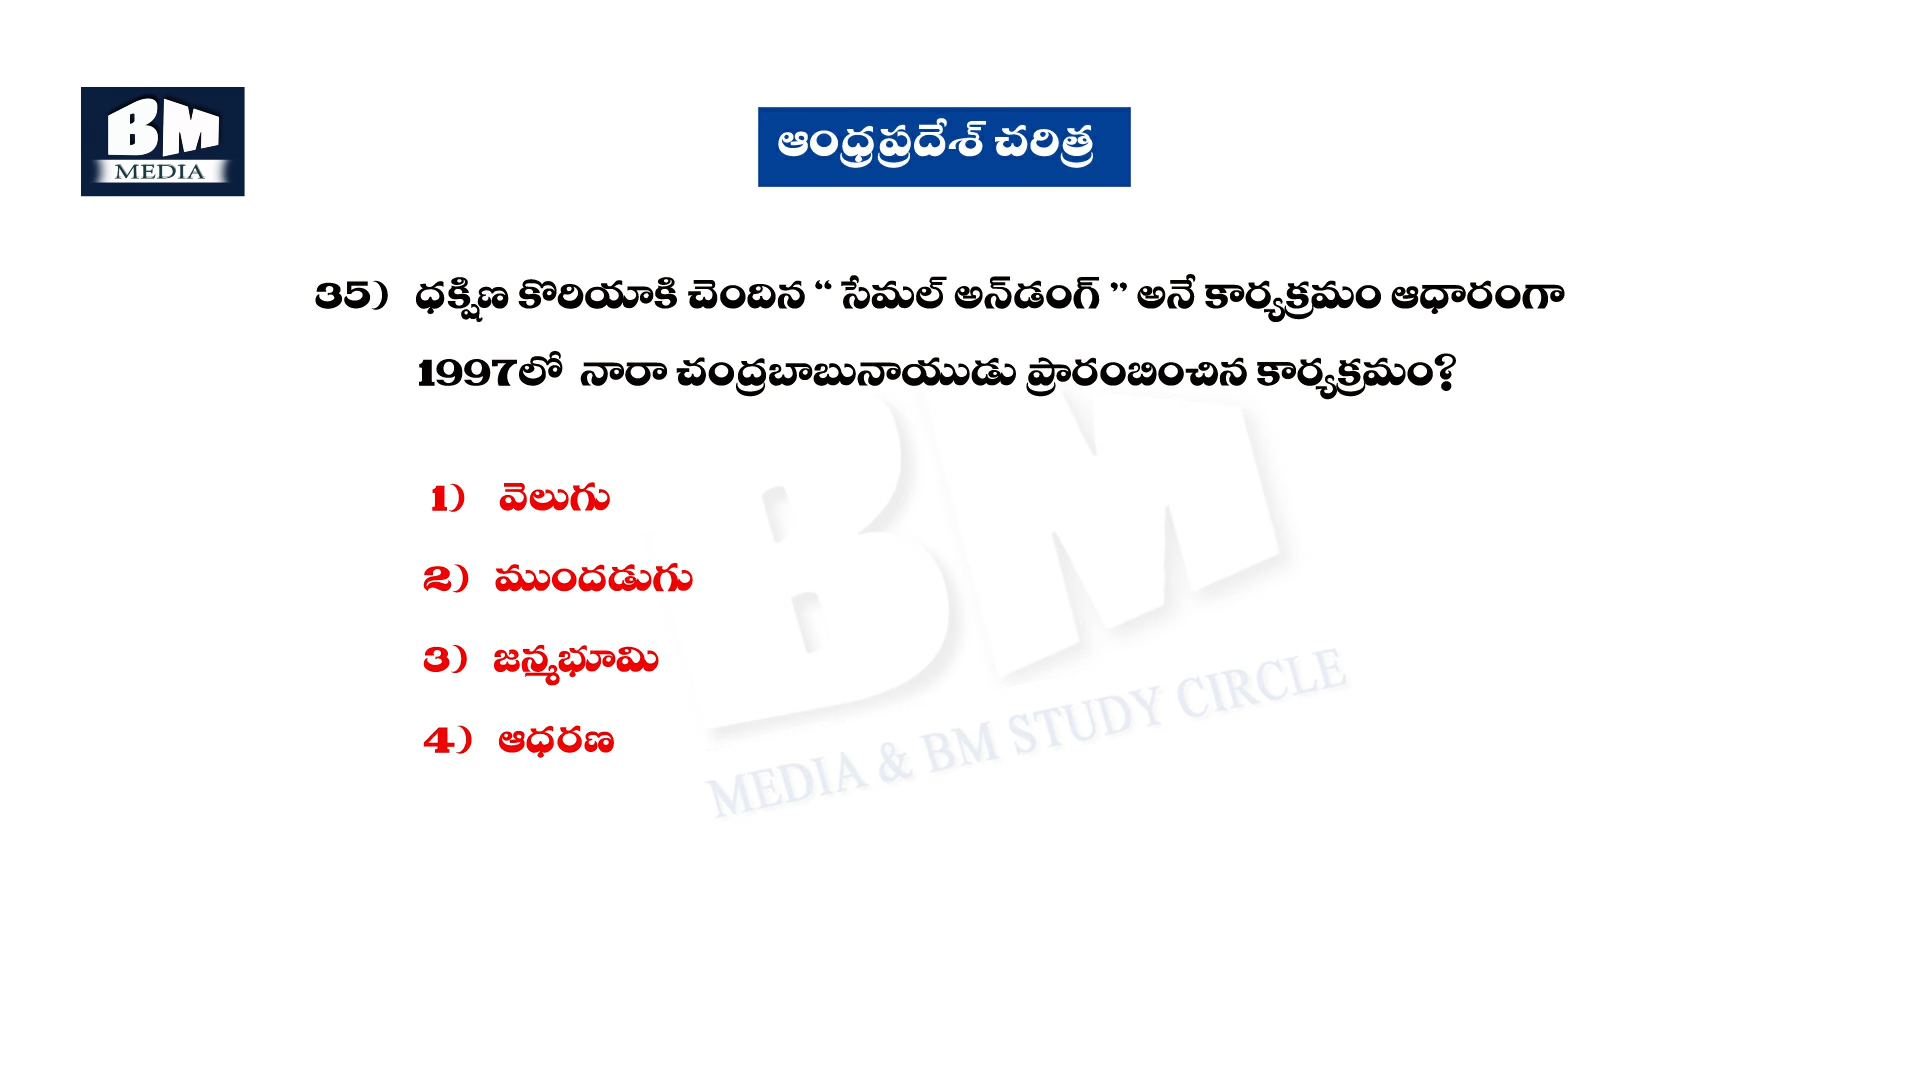 BM
MEDIA
ఆంధ్రప్రదేశ్ చరిత్ర
35) ధక్షిణ కొరియాకి చెందిన “ సేమల్ అన్‌డంగ్ ” అనే కార్యక్రమం ఆధారంగా
1997లో నారా చంద్రబాబునాయుడు ప్రారంబించిన కార్యక్రమం?
1) వెలుగు
2) ముందడుగు
3) జన్మభూమి
4) ఆధరణ
BM
MEDIA & BM STUDY CIRCLE